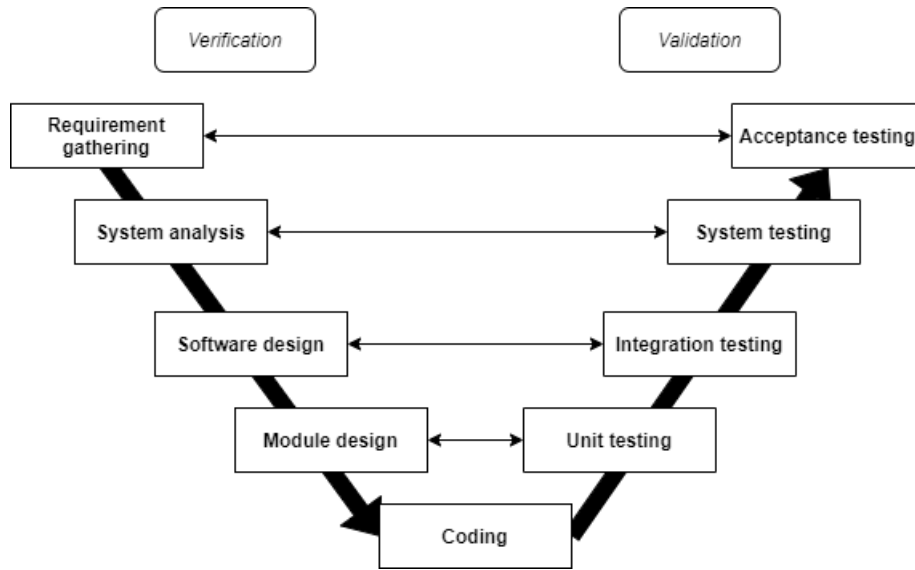 Verification
Validation
Requirement
gathering
Acceptance testing
System analysis
System testing
Software design
Integration testing
Module design
Unit testing
Coding